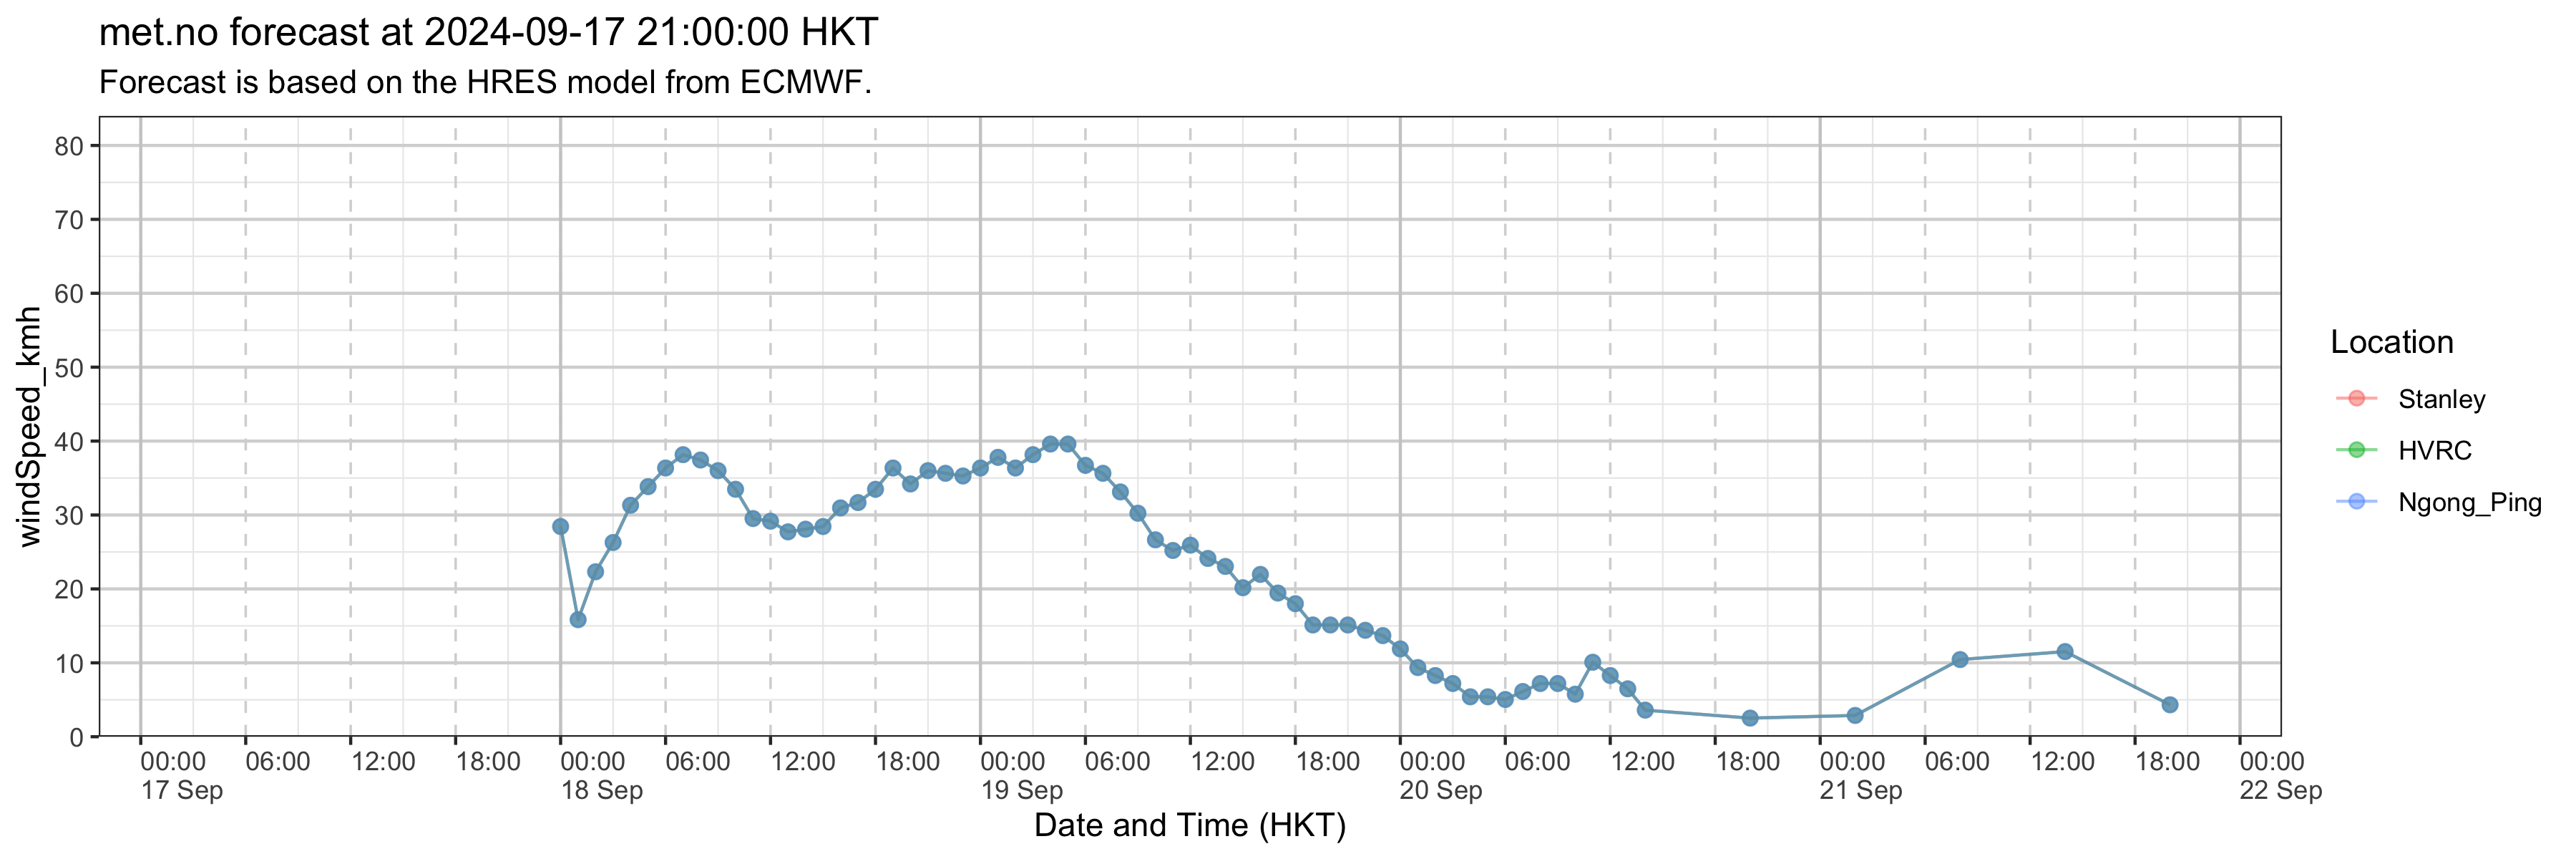 met.no forecast at 2024-09-17 21:00:00 HKT
Forecast is based on the HRES model from ECMWF.
windSpeed_kmh
80
70
60
50
40
30
20
10
0
00:00 06:00 12:00 18:00 00:00 06:00 12:00 18:00 00:00 06:00 12:00 18:00 00:00 06:00 12:00 18:00 00:00 06:00 12:00 18:00 00:00
17 Sep 18 Sep 19 Sep 20 Sep 21 Sep 22 Sep
Date and Time (HKT)
Location
Stanley
HVRC
Ngong_Ping